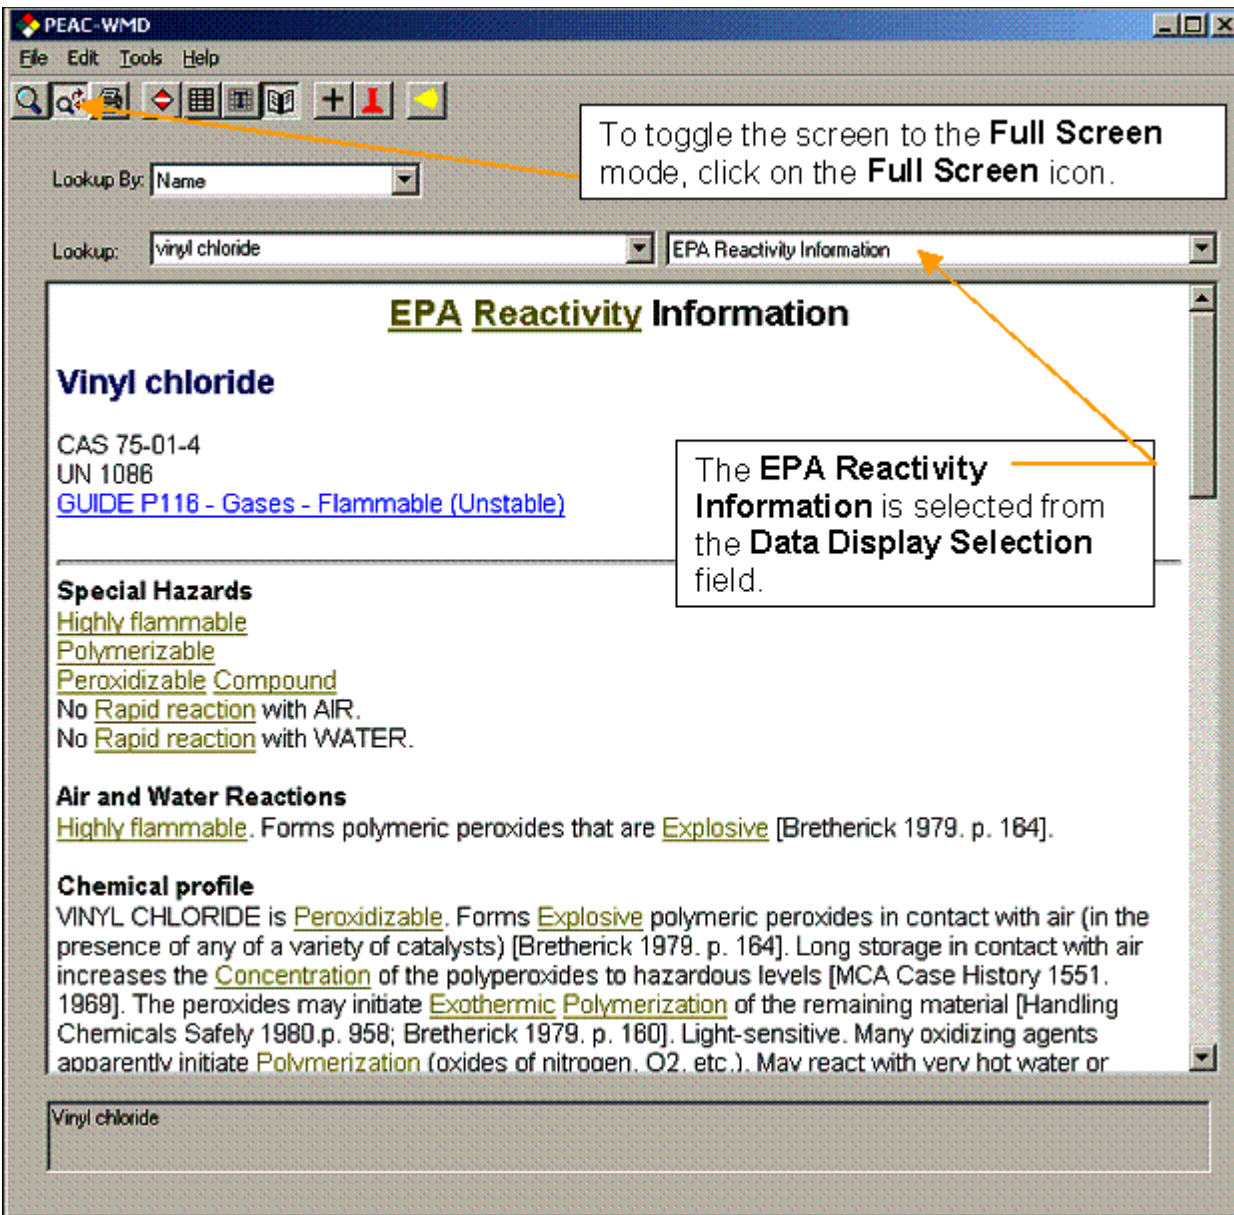 PEAC-WMD
File Edit Tools Help
To toggle the screen to the Full Screen
mode, click on the Full Screen icon.
Lookup By: Name
Lookup: vinyl chloride EPA Reactivity Information
EPA Reactivity Information
Vinyl chloride
CAS 75-01-4
UN 1086
GUIDE P116 - Gases - Flammable (Unstable)
The EPA Reactivity
Information is selected from
the Data Display Selection
field.
Special Hazards
Highly flammable
Polymerizable
Peroxidizable Compound
No Rapid reaction with AIR.
No Rapid reaction with WATER.
Air and Water Reactions
Highly flammable. Forms polymeric peroxides that are Explosive [Bretherick 1979. p. 164].
Chemical profile
VINYL CHLORIDE is Peroxidizable. Forms Explosive polymeric peroxides in contact with air (in the
presence of any of a variety of catalysts) [Bretherick 1979. p. 164]. Long storage in contact with air
increases the Concentration of the polyperoxides to hazardous levels [MCA Case History 1551.
1969]. The peroxides may initiate Exothermic Polymerization of the remaining material [Handling
Chemicals Safely 1980.p. 958; Bretherick 1979. p. 160]. Light-sensitive. Many oxidizing agents
apparently initiate Polymerization (oxides of nitrogen, O2, etc.). May react with very hot water or
Vinyl chloride